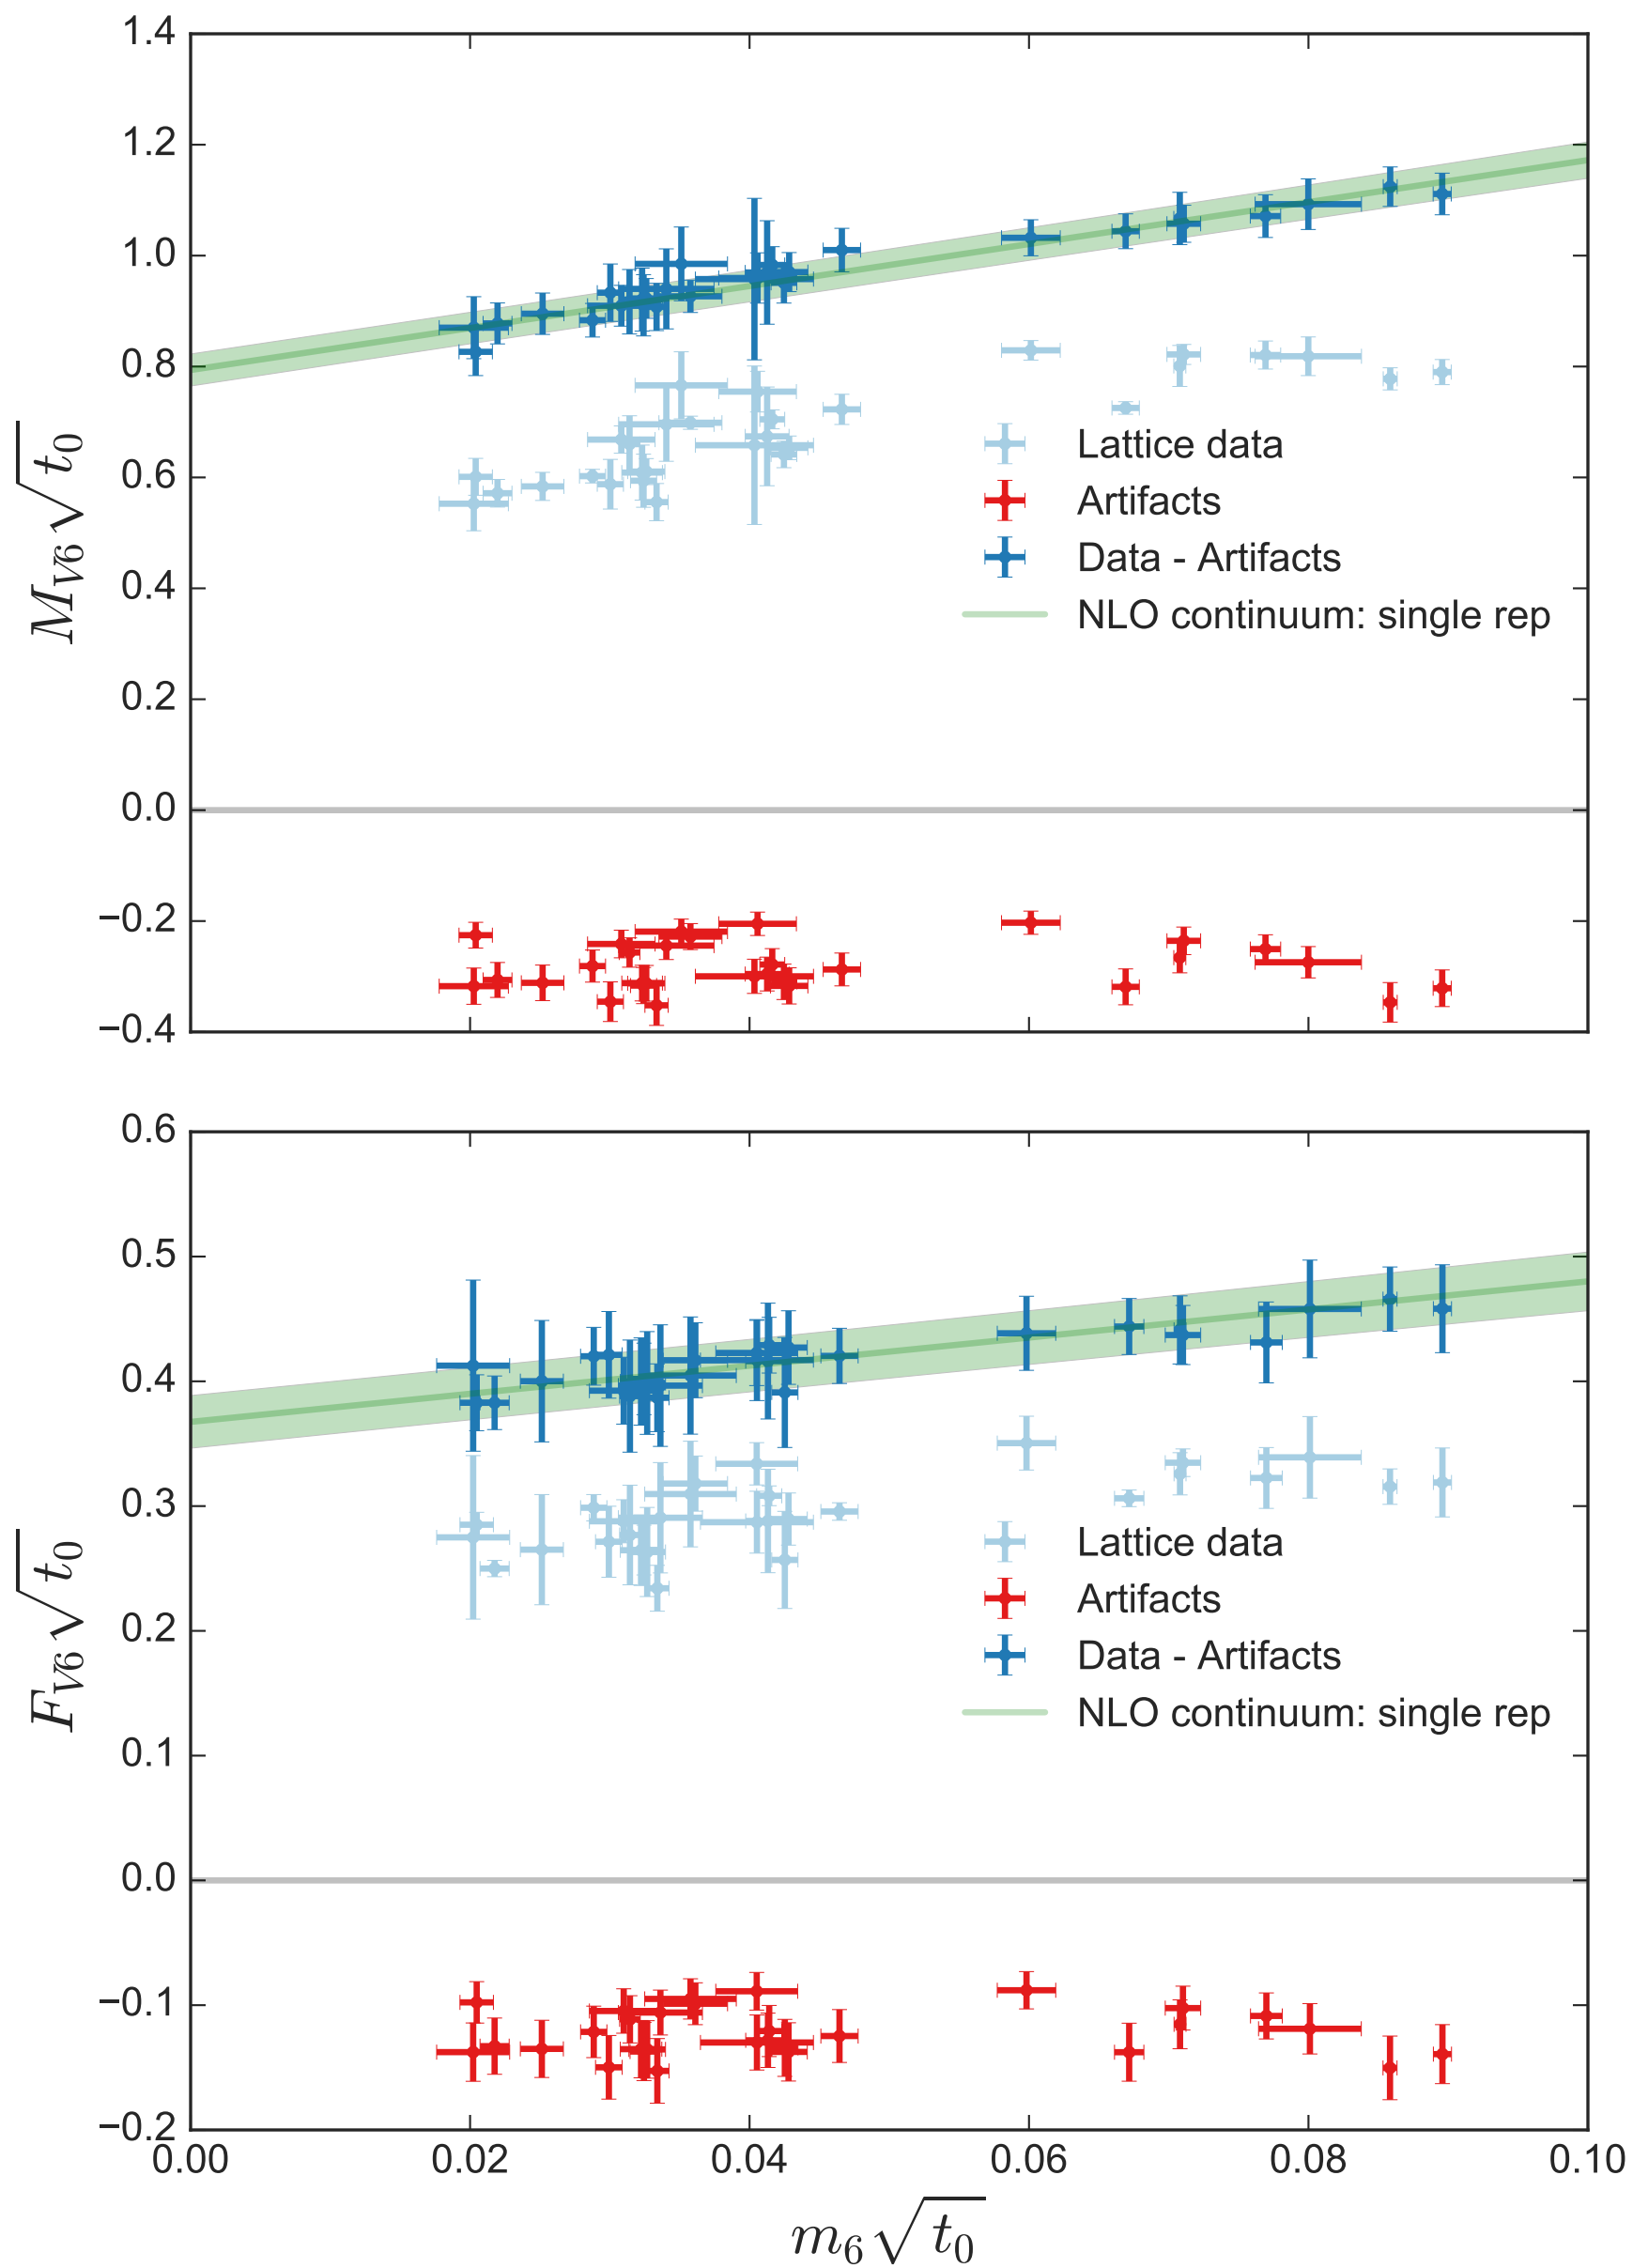 1.4
1.2
1.0
0.8
0.6
0.4
0.2
0.0
−0.2
−0.4
M_{V6}√t_0
Lattice data
Artifacts
Data - Artifacts
NLO continuum: single rep
0.6
0.5
0.4
0.3
0.2
0.1
0.0
−0.1
−0.2
F_{V6}√t_0
Lattice data
Artifacts
Data - Artifacts
NLO continuum: single rep
0.00 0.02 0.04 0.06 0.08 0.10
m_6√t_0